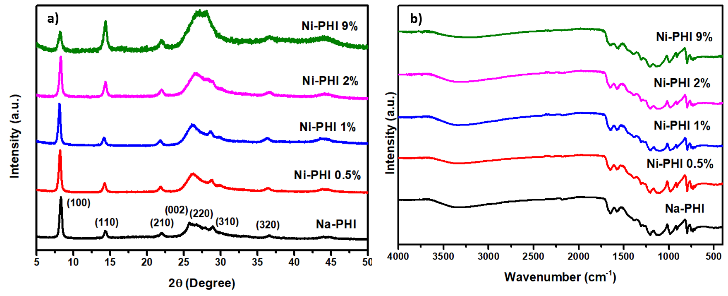 a)
Ni-PHI 9%
Ni-PHI 2%
Ni-PHI 1%
Ni-PHI 0.5%
Na-PHI
(100)
(110)
(210)
(002)
(220)
(310)
(320)
Intensity (a.u.)
5 10 15 20 25 30 35 40 45 50
2θ (Degree)
b)
Ni-PHI 9%
Ni-PHI 2%
Ni-PHI 1%
Ni-PHI 0.5%
Na-PHI
Intensity (a.u.)
4000 3500 3000 2500 2000 1500 1000 500
Wavenumber (cm⁻¹)